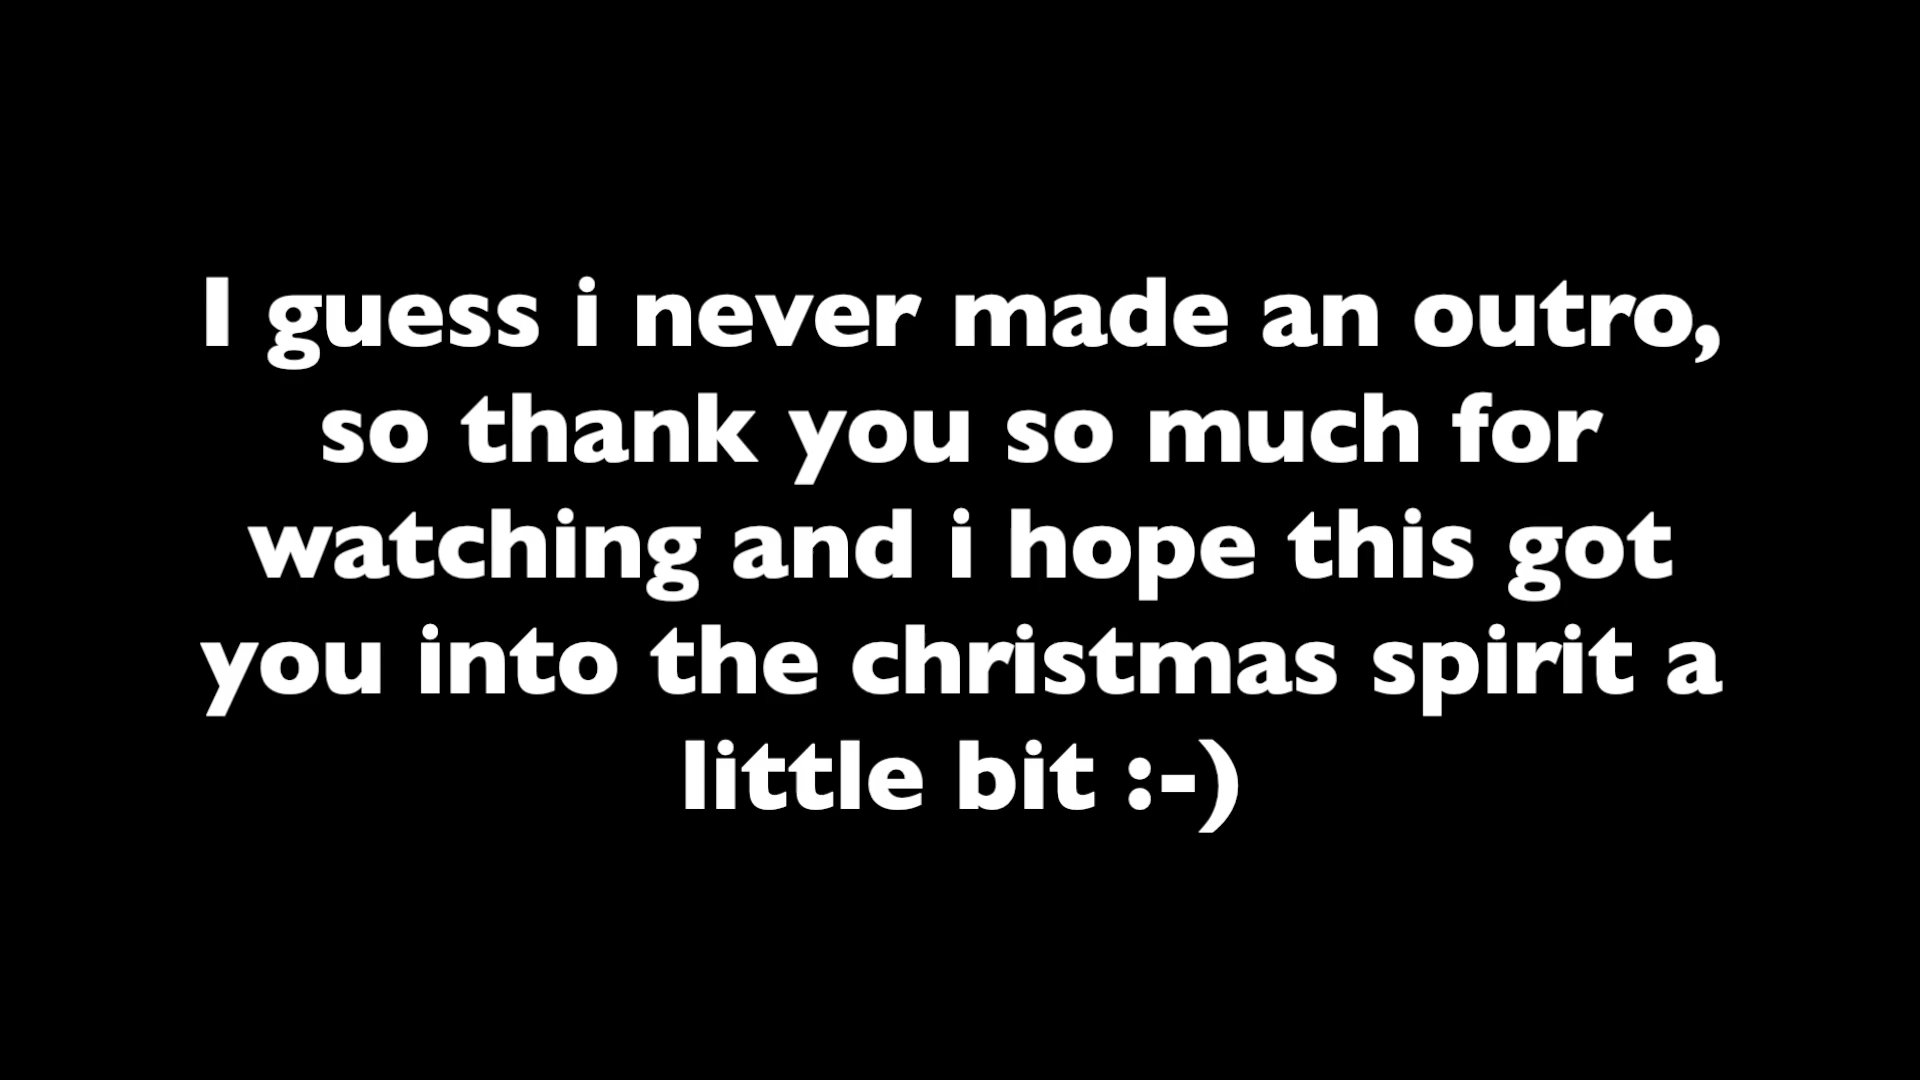 I guess i never made an outro,
so thank you so much for
watching and i hope this got
you into the christmas spirit a
little bit :-)